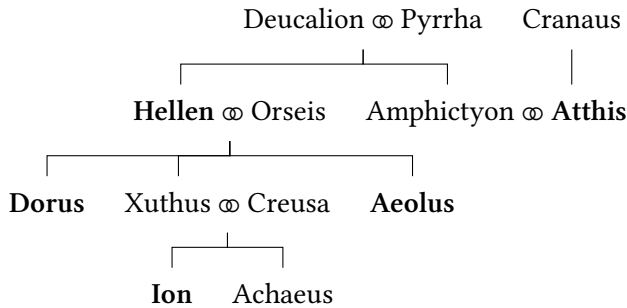 Deucalion ⚭ Pyrrha Cranaus
Hellen ⚭ Orseis Amphictyon ⚭ Atthis
Dorus Xuthus ⚭ Creusa Aeolus
Ion Achaeus